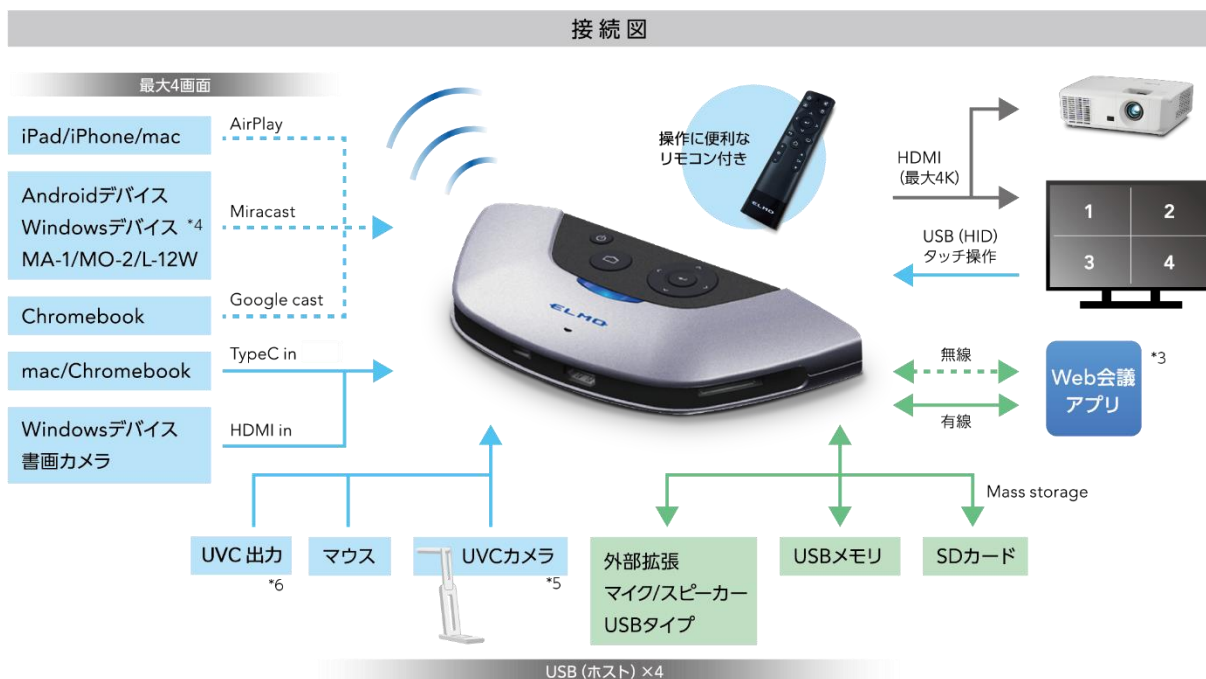 接続図
最大4画面
iPad/iPhone/mac
AirPlay
Androidデバイス
Windowsデバイス *4
MA-1/MO-2/L-12W
Miracast
Chromebook
Google cast
mac/Chromebook
TypeC in
Windowsデバイス
書画カメラ
HDMI in
操作に便利な
リモコン付き
ELMO
ELMO
HDMI
(最大4K)
1
2
3
4
USB (HID)
タッチ操作
無線
有線
Web会議
アプリ
*3
Mass storage
UVC 出力
*6
マウス
UVCカメラ
*5
外部拡張
マイク/スピーカー
USBタイプ
USBメモリ
SDカード
USB (ホスト) ×4